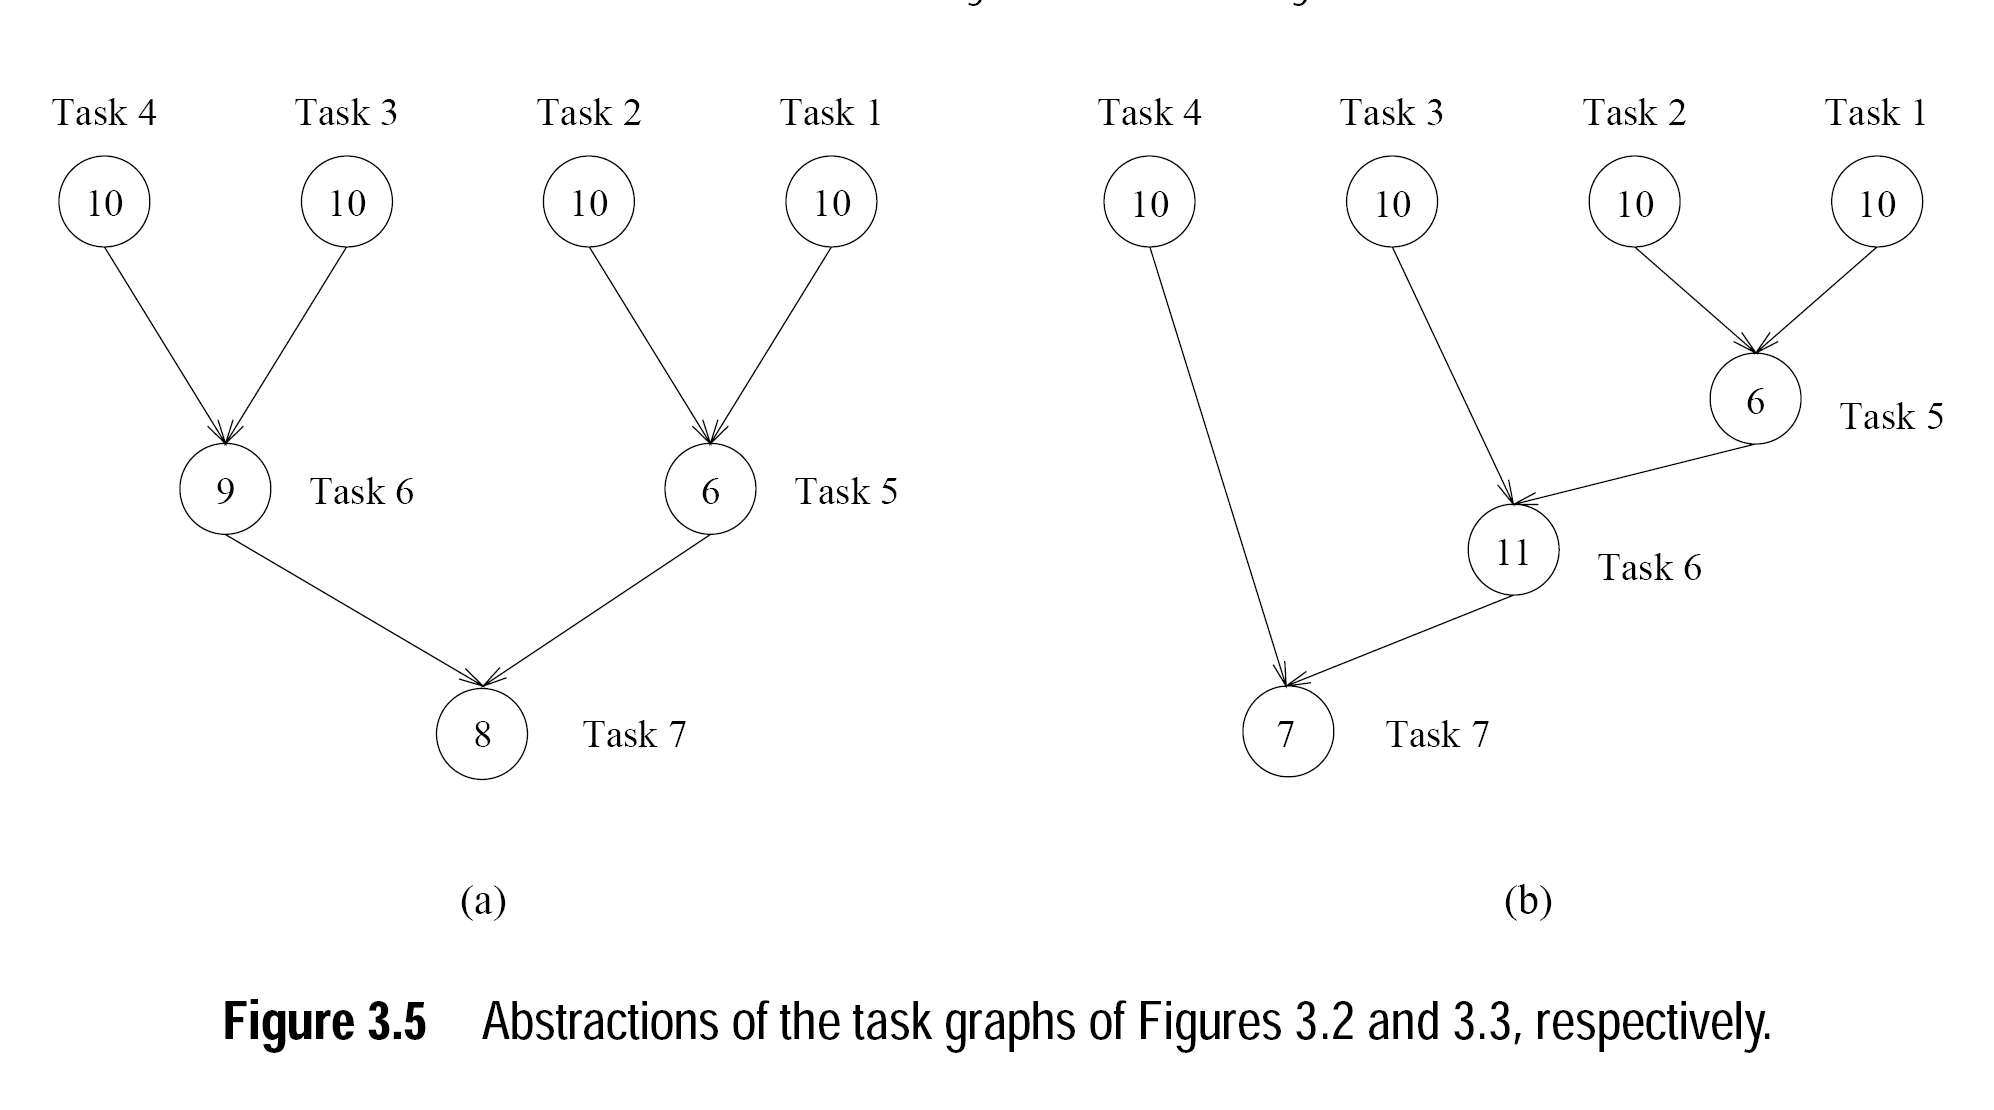 Task 4 Task 3 Task 2 Task 1 Task 4 Task 3 Task 2 Task 1
10 10 10 10 10 10 10 10
6 Task 5
9 Task 6 6 Task 5
11 Task 6
8 Task 7 7 Task 7
(a) (b)
Figure 3.5 Abstractions of the task graphs of Figures 3.2 and 3.3, respectively.